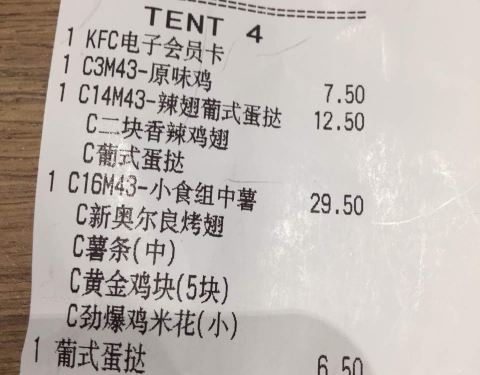 TENT 4
1 KFC电子会员卡
1 C3M43-原味鸡 7.50
1 C14M43-辣翅葡式蛋挞 12.50
C二块香辣鸡翅
C葡式蛋挞
1 C16M43-小食组中薯 29.50
C新奥尔良烤翅
C薯条(中)
C黄金鸡块(5块)
C劲爆鸡米花(小)
1 葡式蛋挞 6.50